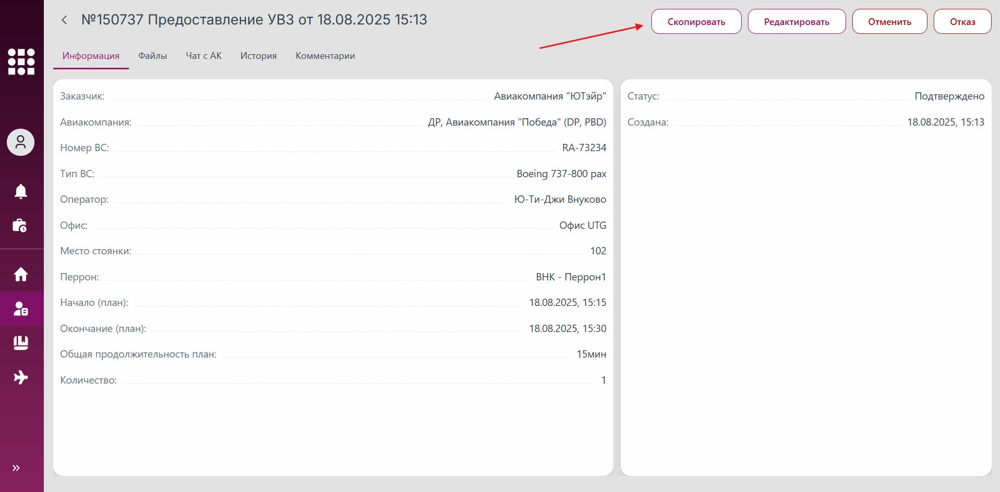 №150737 Предоставление УВЗ от 18.08.2025 15:13
Скопировать
Редактировать
Отменить
Отказ
Информация
Файлы
Чат с АК
История
Комментарии
Заказчик: Авиакомпания "ЮТэйр"
Авиакомпания: ДР, Авиакомпания "Победа" (DP, PBD)
Номер ВС: RA-73234
Тип ВС: Boeing 737-800 pax
Оператор: Ю-Ти-Джи Внуково
Офис: Офис UTG
Место стоянки: 102
Перрон: ВНК - Перрон1
Начало (план): 18.08.2025, 15:15
Окончание (план): 18.08.2025, 15:30
Общая продолжительность план: 15мин
Количество: 1
Статус: Подтверждено
Создана: 18.08.2025, 15:13